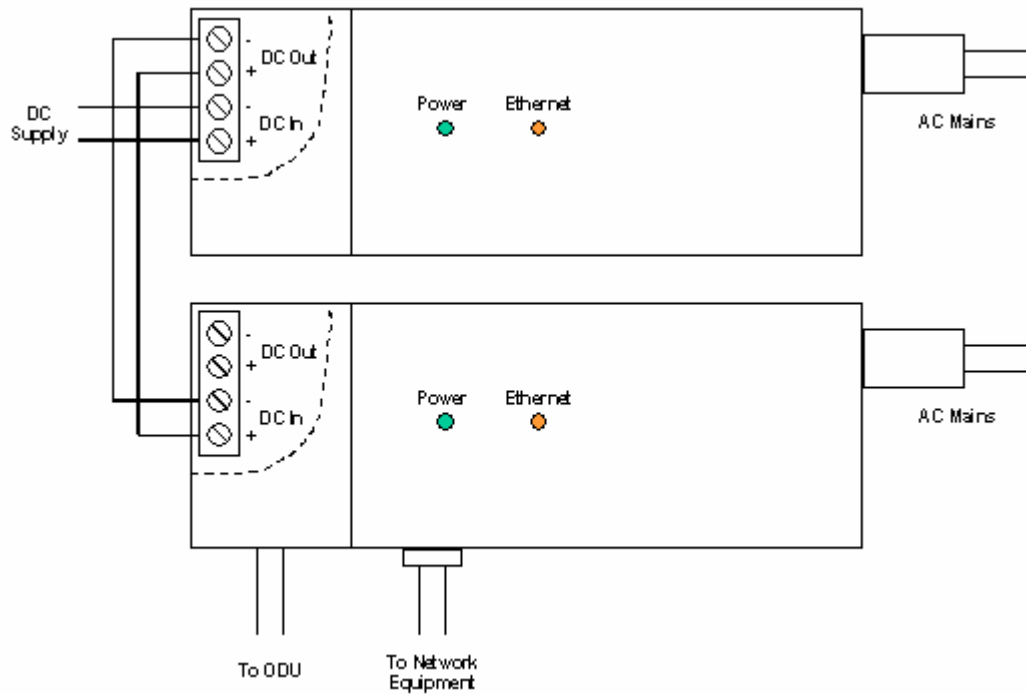 -
DC Out
+
-
DC In
+
DC
Supply
Power
Ethernet
AC Mains
-
DC Out
+
-
DC In
+
Power
Ethernet
AC Mains
To ODU
To Network
Equipment